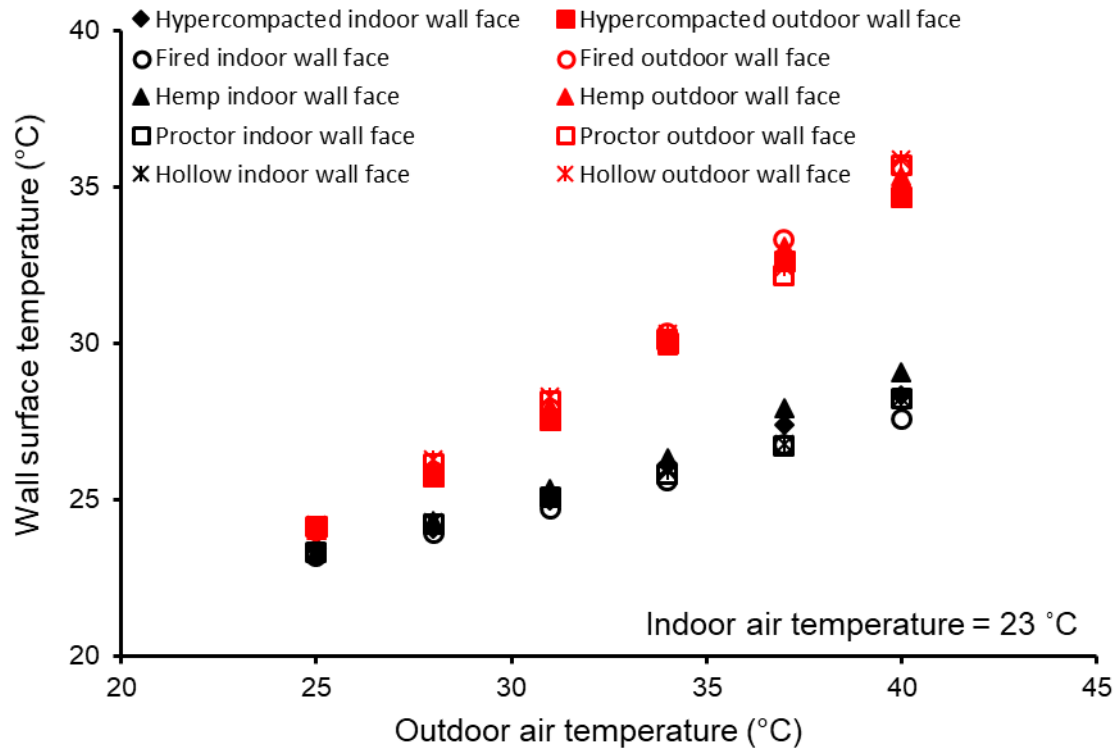 Hypercompacted indoor wall face
Hypercompacted outdoor wall face
Fired indoor wall face
Fired outdoor wall face
Hemp indoor wall face
Hemp outdoor wall face
Proctor indoor wall face
Proctor outdoor wall face
Hollow indoor wall face
Hollow outdoor wall face
Wall surface temperature (°C)
40
35
30
25
20
Indoor air temperature = 23 °C
20
25
30
35
40
45
Outdoor air temperature (°C)